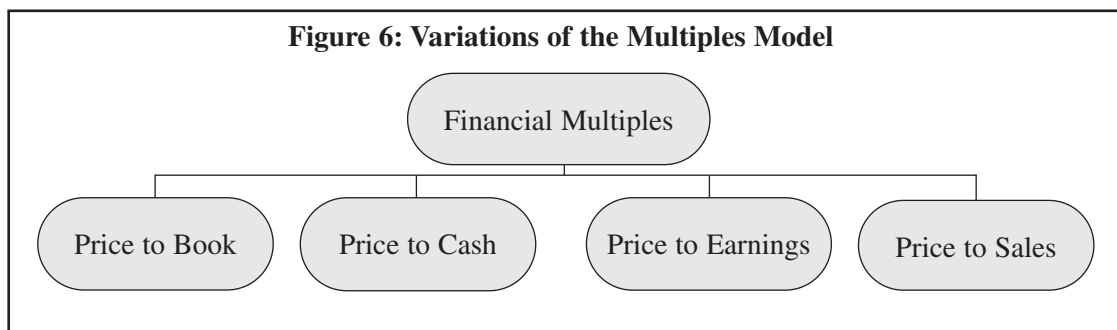 Figure 6: Variations of the Multiples Model
Financial Multiples
Price to Book
Price to Cash
Price to Earnings
Price to Sales